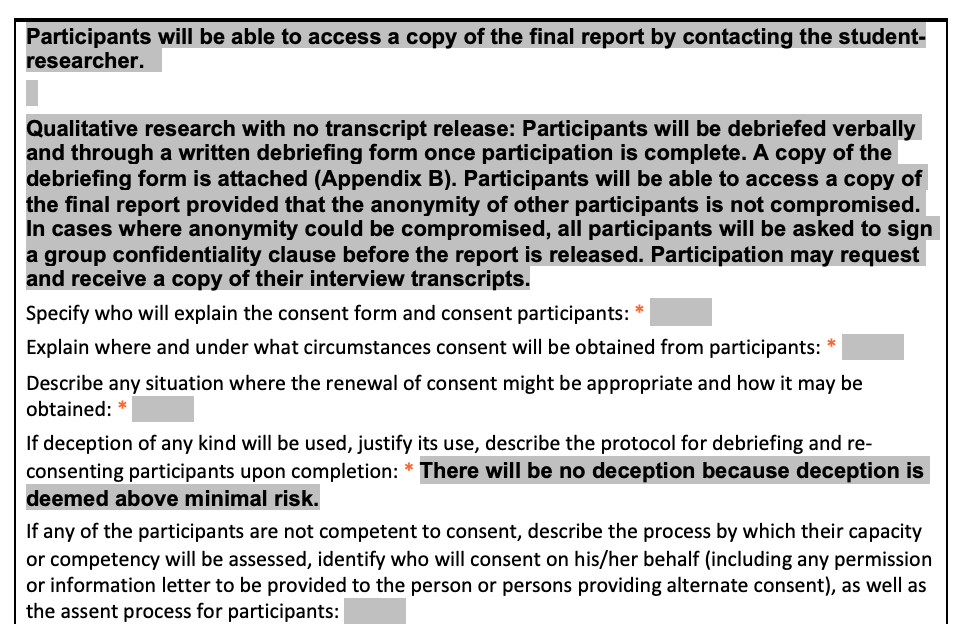 Participants will be able to access a copy of the final report by contacting the student-
researcher.
Qualitative research with no transcript release: Participants will be debriefed verbally
and through a written debriefing form once participation is complete. A copy of the
debriefing form is attached (Appendix B). Participants will be able to access a copy of
the final report provided that the anonymity of other participants is not compromised.
In cases where anonymity could be compromised, all participants will be asked to sign
a group confidentiality clause before the report is released. Participation may request
and receive a copy of their interview transcripts.
Specify who will explain the consent form and consent participants: *
Explain where and under what circumstances consent will be obtained from participants: *
Describe any situation where the renewal of consent might be appropriate and how it may be
obtained: *
If deception of any kind will be used, justify its use, describe the protocol for debriefing and re-
consenting participants upon completion: * There will be no deception because deception is
deemed above minimal risk.
If any of the participants are not competent to consent, describe the process by which their capacity
or competency will be assessed, identify who will consent on his/her behalf (including any permission
or information letter to be provided to the person or persons providing alternate consent), as well as
the assent process for participants: